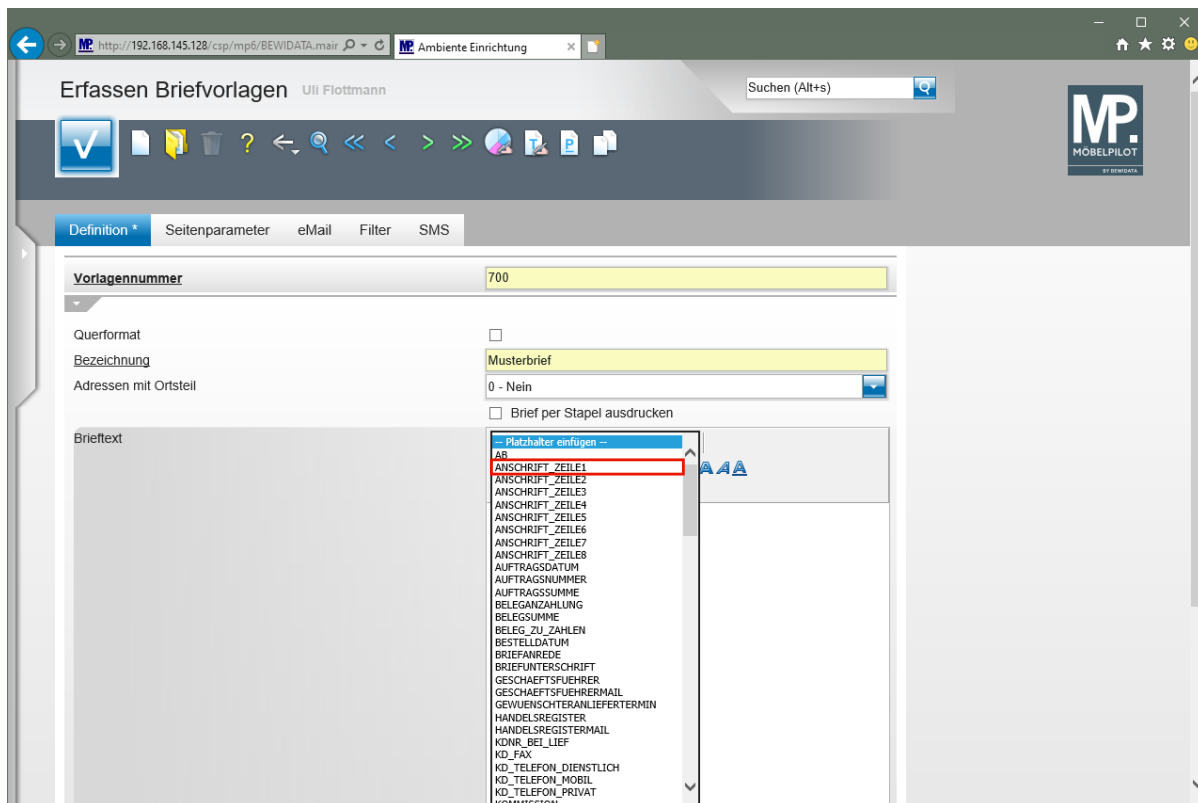 http://192.168.145.128/csp/mp6/BEWIDATA.mair
MP. Ambiente Einrichtung
Erfassen Briefvorlagen Uli Flottmann
Suchen (Alt+s)
MP.
MÖBELPILOT
BY BEWIDATA
Definition * Seitenparameter eMail Filter SMS
Vorlagennummer 700
Querformat
Bezeichnung Musterbrief
Adressen mit Ortsteil 0 - Nein
Brief per Stapel ausdrucken
Brieftext
-- Platzhalter einfügen --
AB
ANSCHRIFT_ZEILE1
ANSCHRIFT_ZEILE2
ANSCHRIFT_ZEILE3
ANSCHRIFT_ZEILE4
ANSCHRIFT_ZEILE5
ANSCHRIFT_ZEILE6
ANSCHRIFT_ZEILE7
ANSCHRIFT_ZEILE8
AUFTRAGSDATUM
AUFTRAGSNUMMER
AUFTRAGSSUMME
BELEGANZAHLUNG
BELEGSUMME
BELEG_ZU_ZAHLEN
BESTELLDATUM
BRIEFANREDE
BRIEFUNTERSCHRIFT
GESCHAEFTSFUEHRER
GESCHAEFTSFUEHRERMAIL
GEWUENSCHTERANLIEFERTERMIN
HANDELSREGISTER
HANDELSREGISTERMAIL
KDNR_BEI_LIEF
KD_FAX
KD_TELEFON_DIENSTLICH
KD_TELEFON_MOBIL
KD_TELEFON_PRIVAT
KOMMISSION